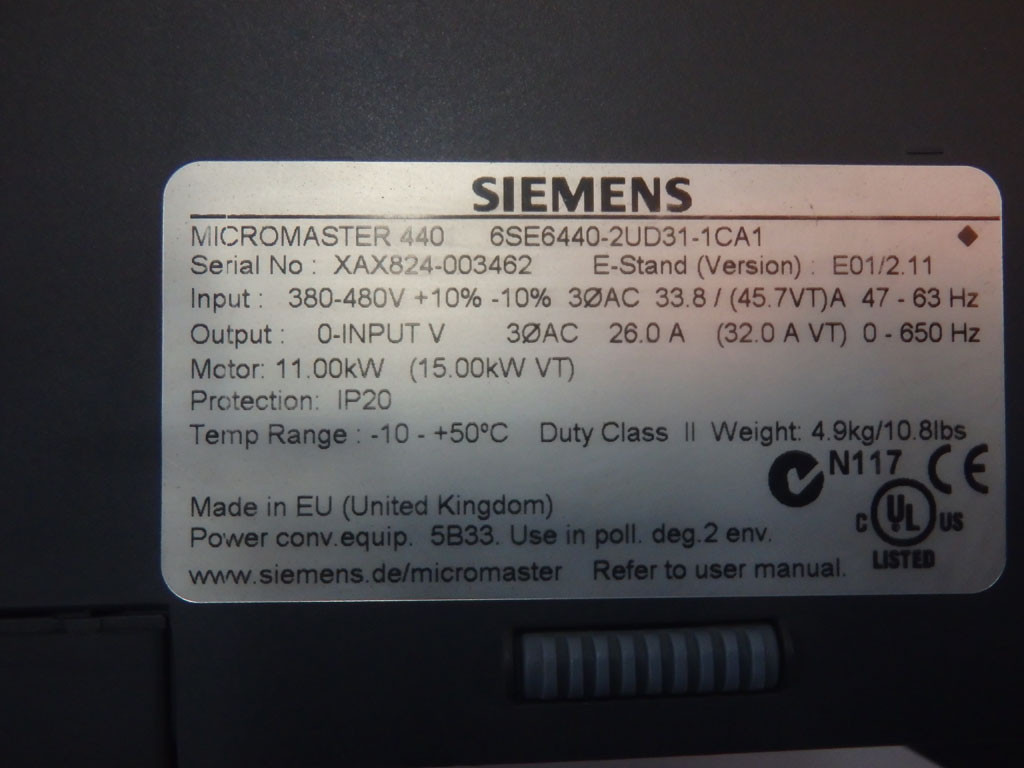 SIEMENS
MICROMASTER 440 6SE6440-2UD31-1CA1
Serial No : XAX824-003462 E-Stand (Version) : E01/2.11
Input : 380-480V +10% -10% 3ØAC 33.8 / (45.7VT)A 47 - 63 Hz
Output : 0-INPUT V 3ØAC 26.0 A (32.0 A VT) 0 - 650 Hz
Motor: 11.00kW (15.00kW VT)
Protection: IP20
Temp Range : -10 - +50ºC Duty Class II Weight: 4.9kg/10.8lbs
N117 CE
Made in EU (United Kingdom)
C UL US
Power conv.equip. 5B33. Use in poll. deg.2 env.
LISTED
www.siemens.de/micromaster Refer to user manual.